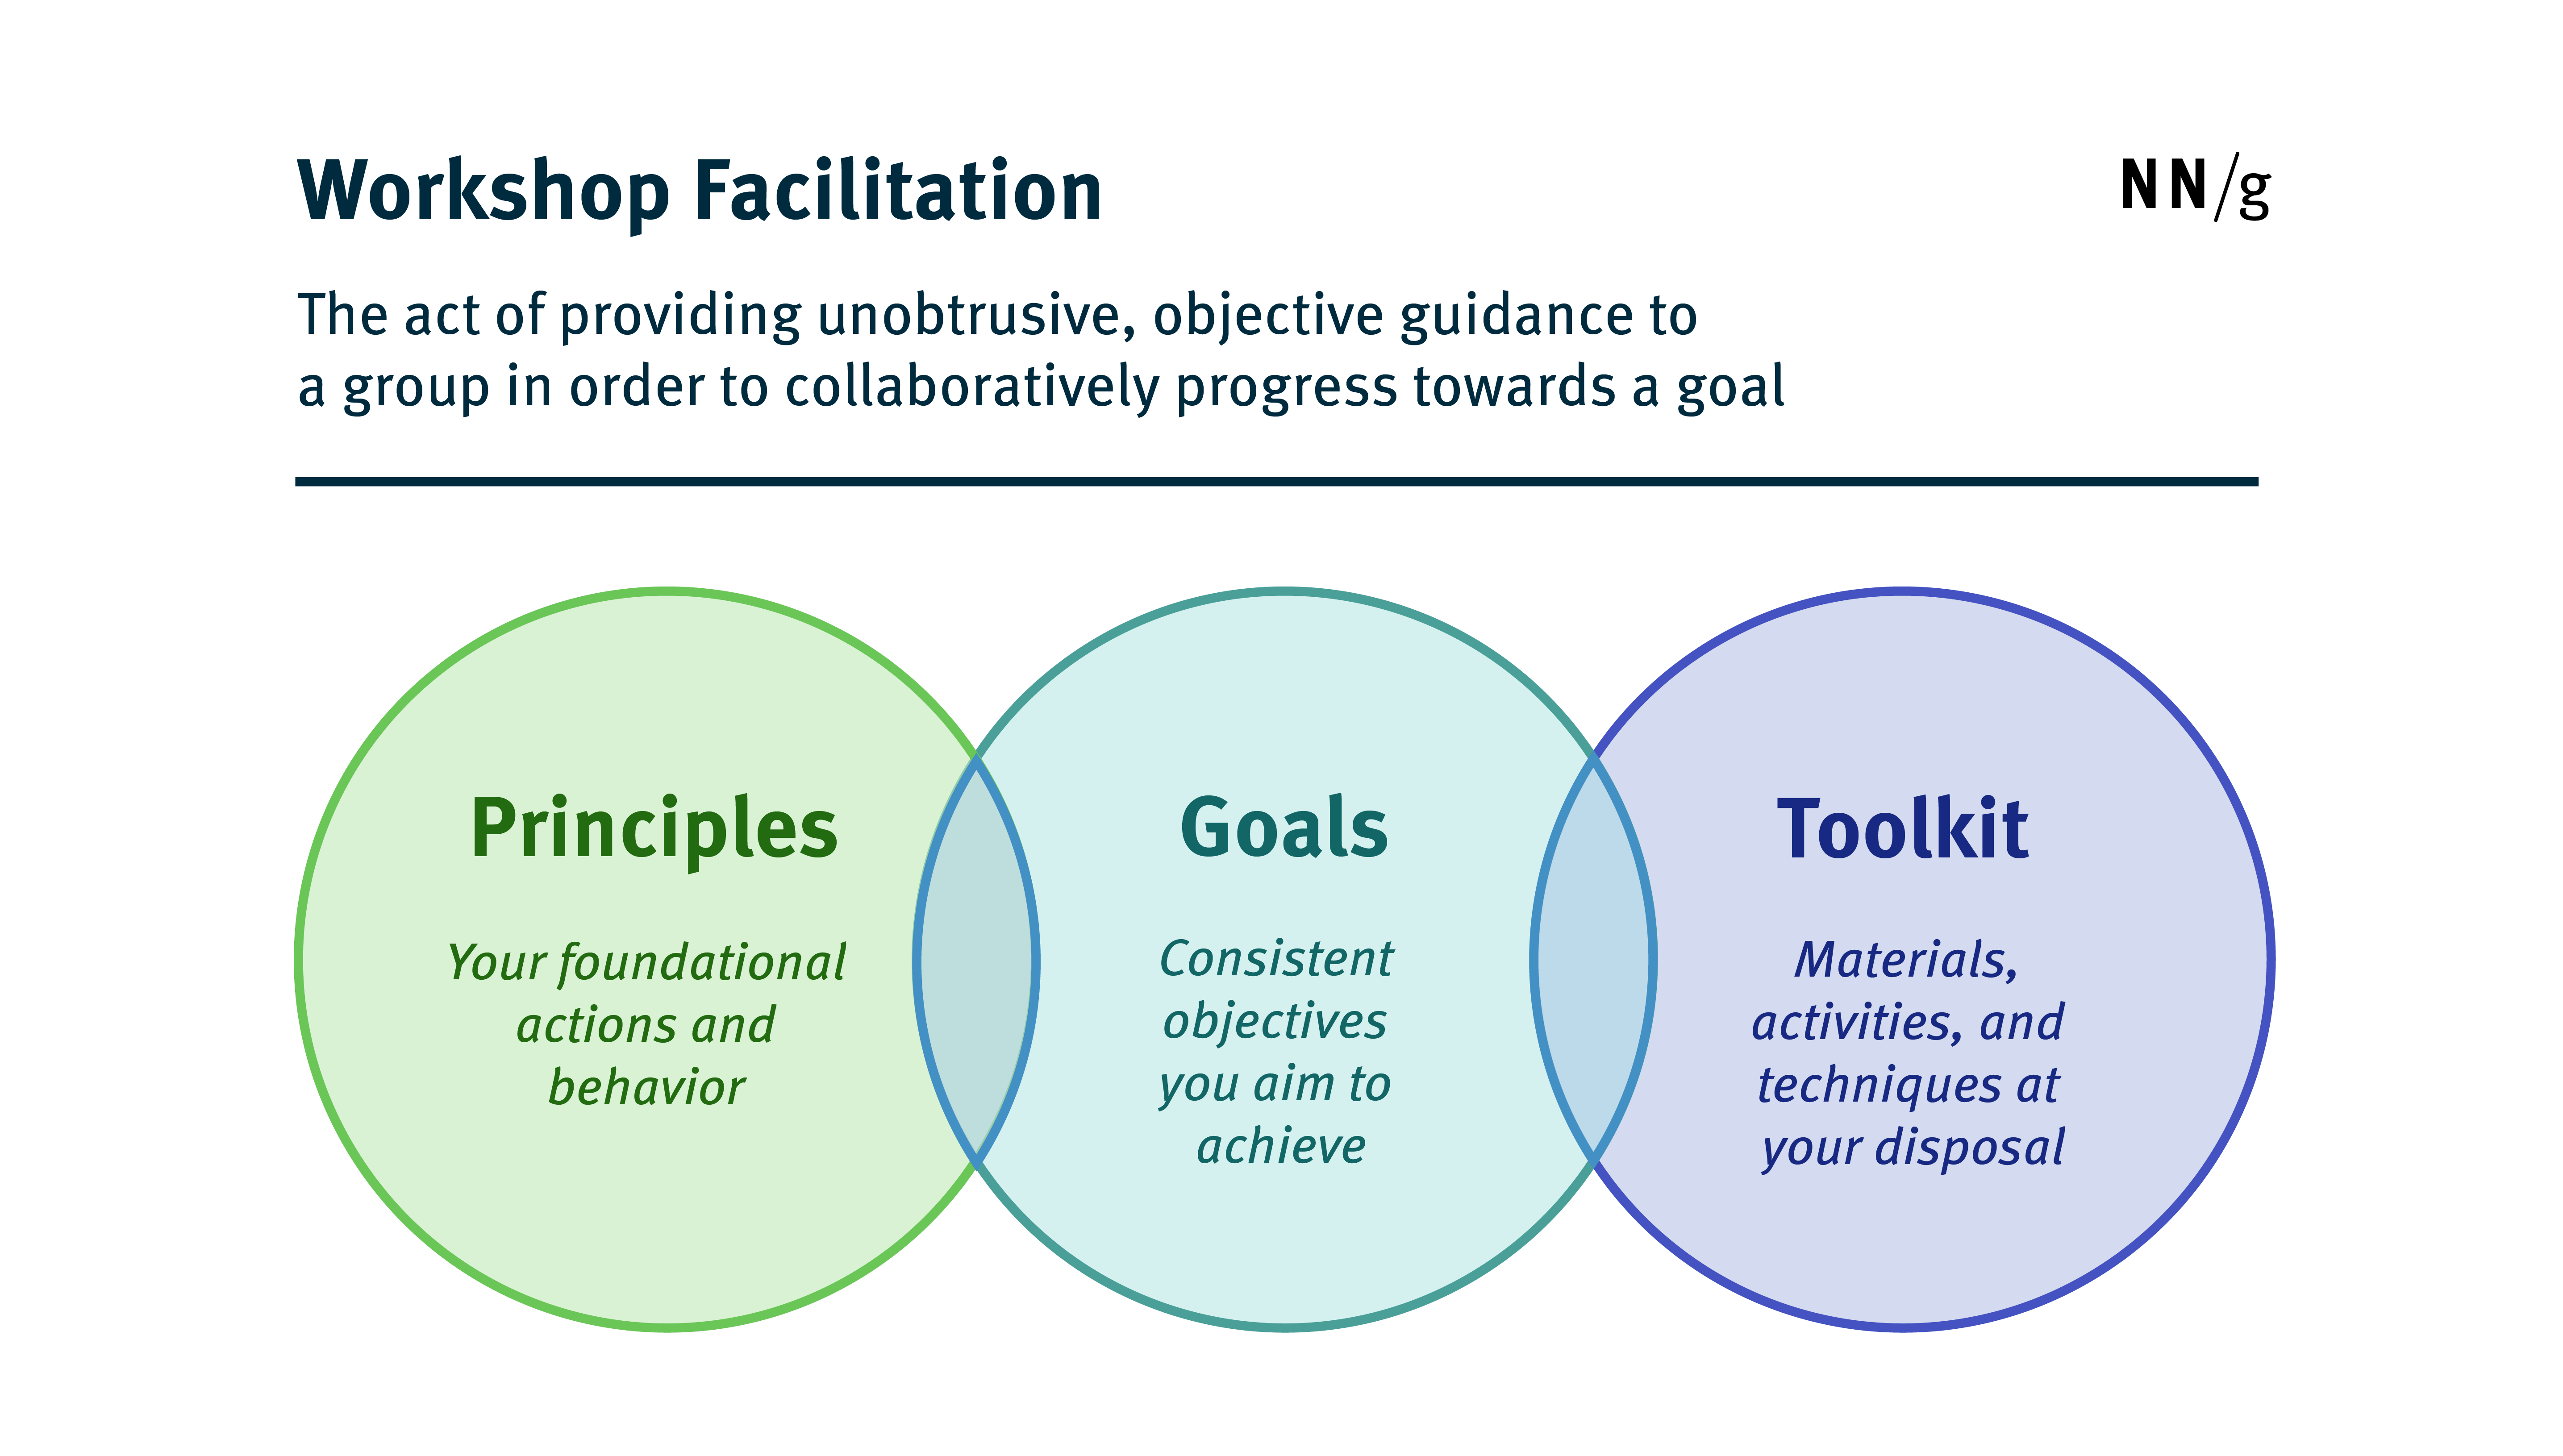 Workshop Facilitation
NN/g
The act of providing unobtrusive, objective guidance to
a group in order to collaboratively progress towards a goal
Principles
Your foundational
actions and
behavior
Goals
Consistent
objectives
you aim to
achieve
Toolkit
Materials,
activities, and
techniques at
your disposal